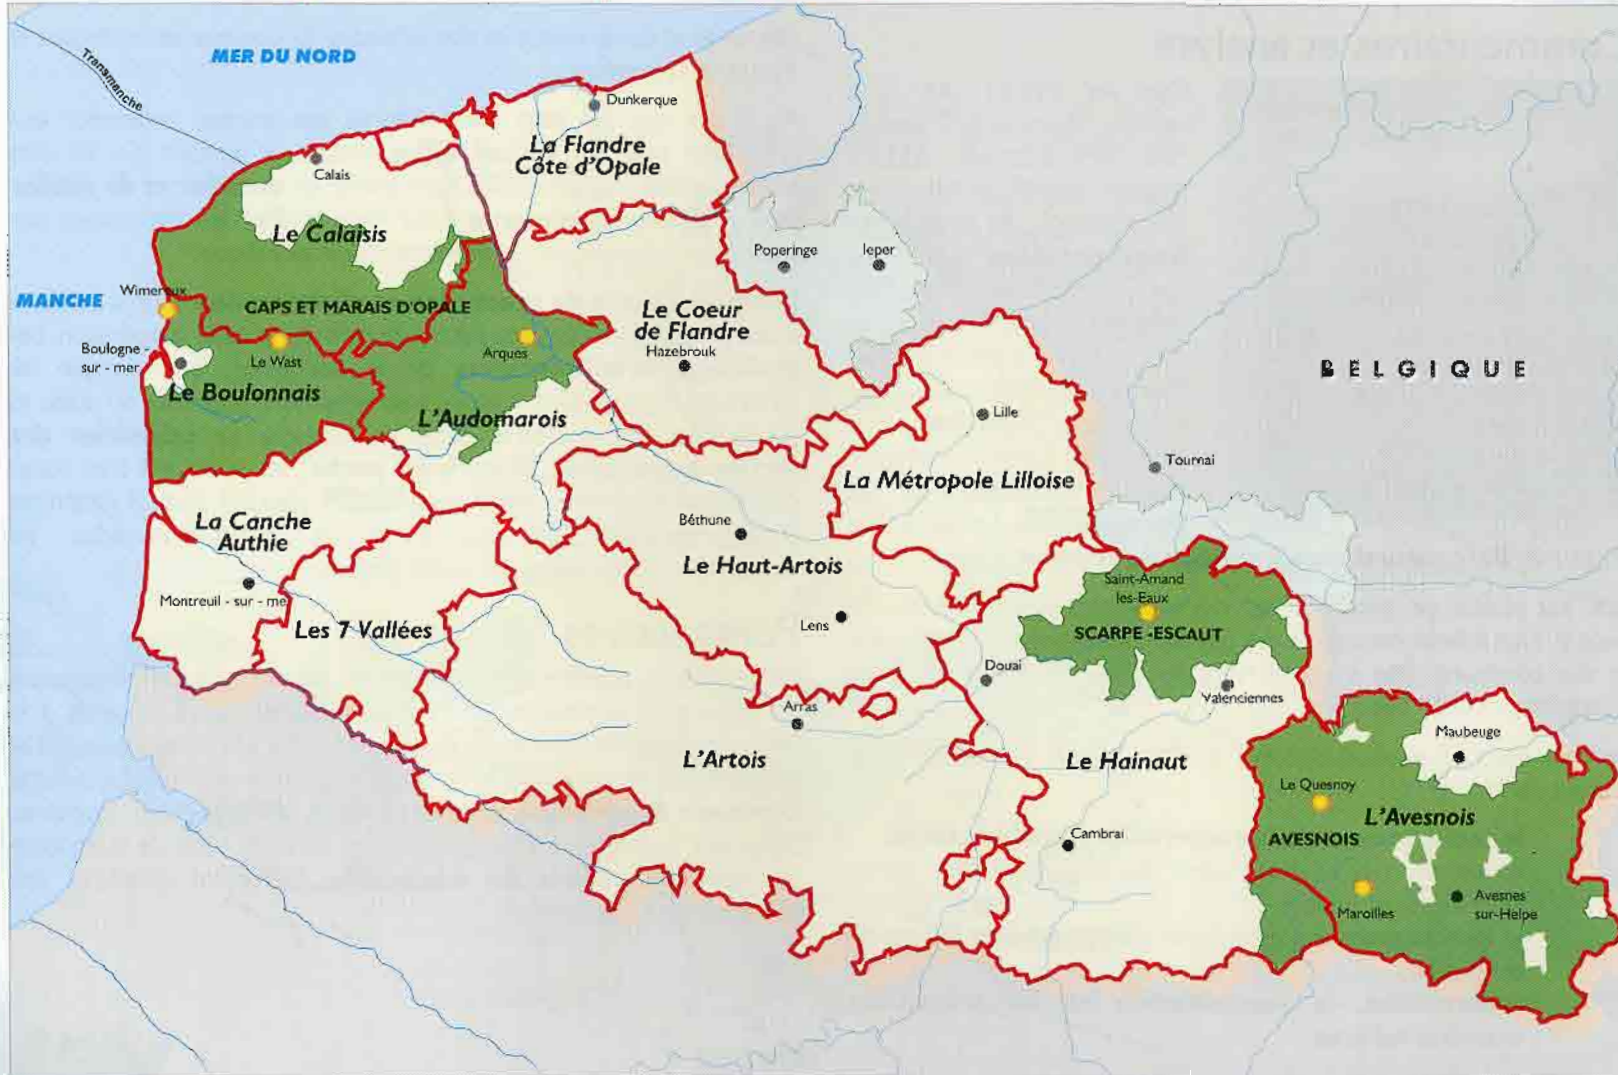 MER DU NORD
Transmanche
Dunkerque
La Flandre
Côte d'Opale
Calais
Le Calaisis
Poperinge
Ieper
MANCHE
Wimereux
CAPS ET MARAIS D'OPALE
Le Coeur
de Flandre
Hazebrouk
Boulogne -
sur - mer
Le Wast
Arques
BELGIQUE
Le Boulonnais
L'Audomarois
Lille
Tournai
La Métropole Lilloise
La Canche
Authie
Béthune
Le Haut-Artois
Montreuil - sur - me
Les 7 Vallées
Lens
Saint-Amand
les-Eaux
SCARPE -ESCAUT
Douai
Valenciennes
Arras
L'Artois
Le Hainaut
Maubeuge
Le Quesnoy
L'Avesnois
AVESNOIS
Cambrai
Maroilles
Avesnes
sur-Helpe